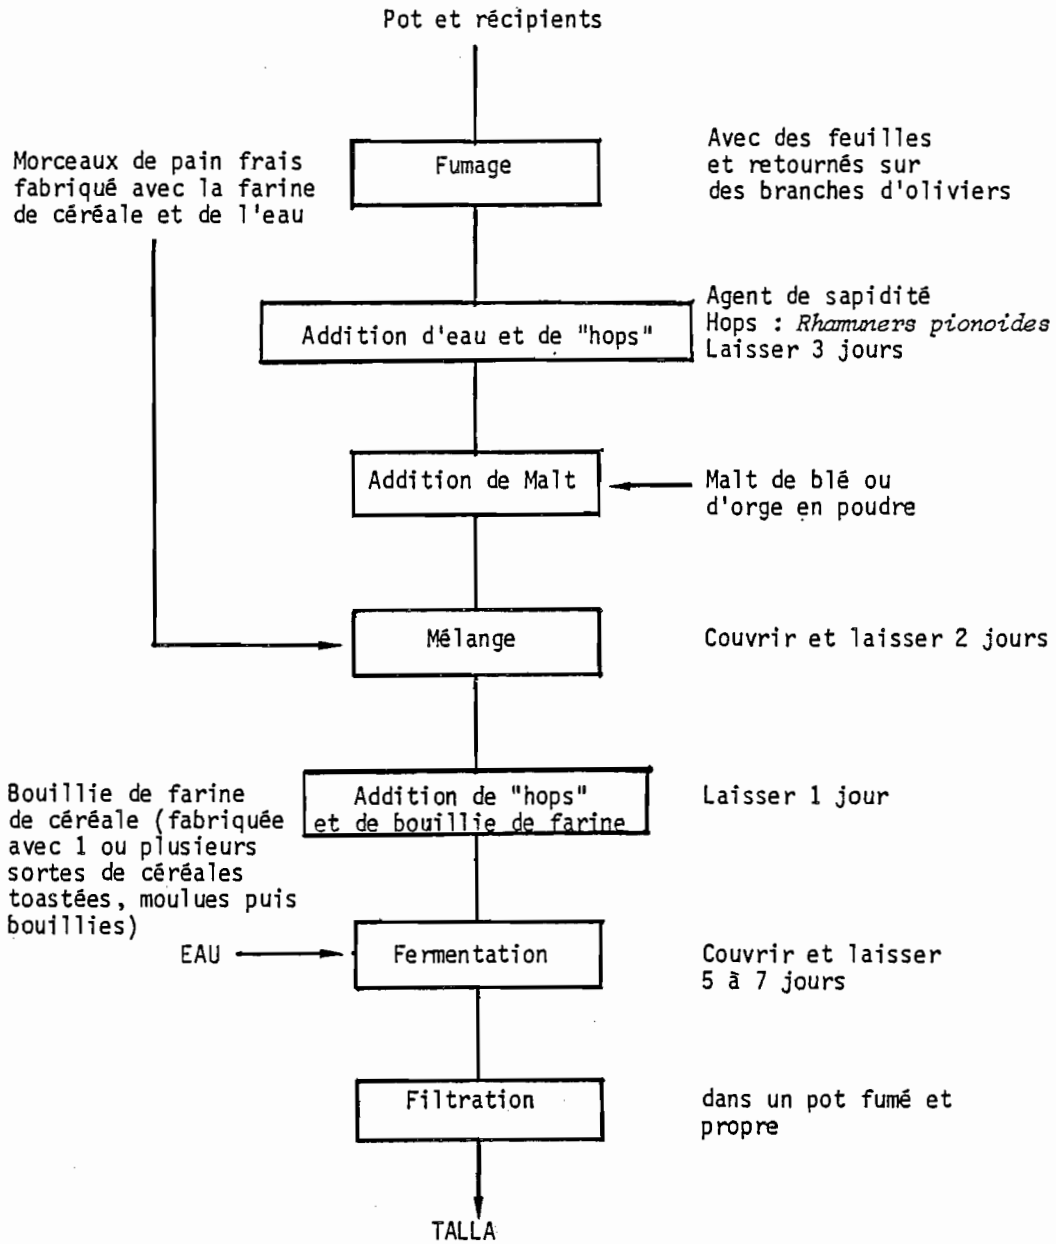 Pot et récipients
Fumage
Avec des feuilles
et retournés sur
des branches d'oliviers
Morceaux de pain frais
fabriqué avec la farine
de céréale et de l'eau
Addition d'eau et de "hops"
Agent de sapidité
Hops : Rhamuners pionoides
Laisser 3 jours
Addition de Malt
Malt de blé ou
d'orge en poudre
Mélange
Couvrir et laisser 2 jours
Addition de "hops"
et de bouillie de farine
Laisser 1 jour
Bouillie de farine
de céréale (fabriquée
avec 1 ou plusieurs
sortes de céréales
toastées, moulues puis
bouillies)
EAU
Fermentation
Couvrir et laisser
5 à 7 jours
Filtration
dans un pot fumé et
propre
TALLA